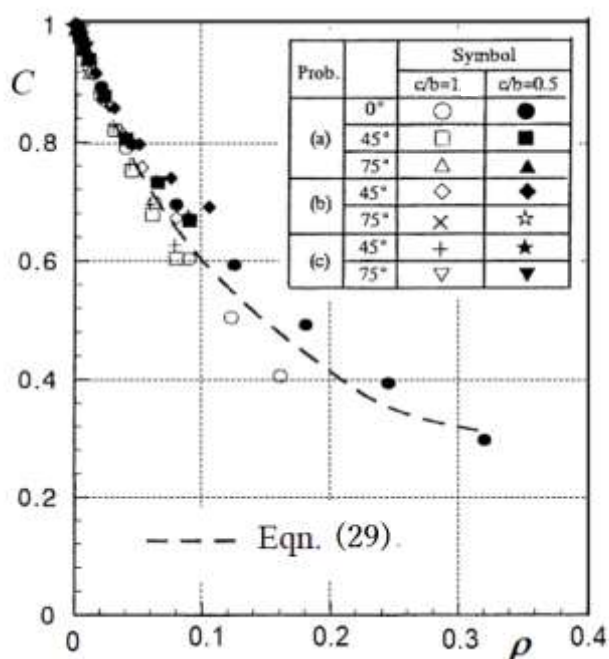 1
C
0.8
0.6
0.4
0.2
0
0 0.1 0.2 0.3 0.4
ρ
Prob. Symbol
c/b=1 c/b=0.5
(a) 0°
45°
75°
(b) 45°
75°
(c) 45°
75°
Eqn. (29)